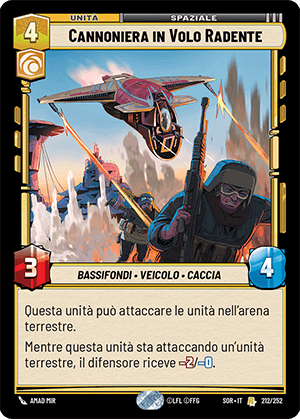 4
UNITÀ
SPAZIALE
CANNONIERA IN VOLO RADENTE
3
4
BASSIFONDI • VEICOLO • CACCIA
Questa unità può attaccare le unità nell'arena
terrestre.
Mentre questa unità sta attaccando un'unità
terrestre, il difensore riceve -2/-0.
AMAD MIR
©LFL ©FFG
SOR • IT
R
212/252